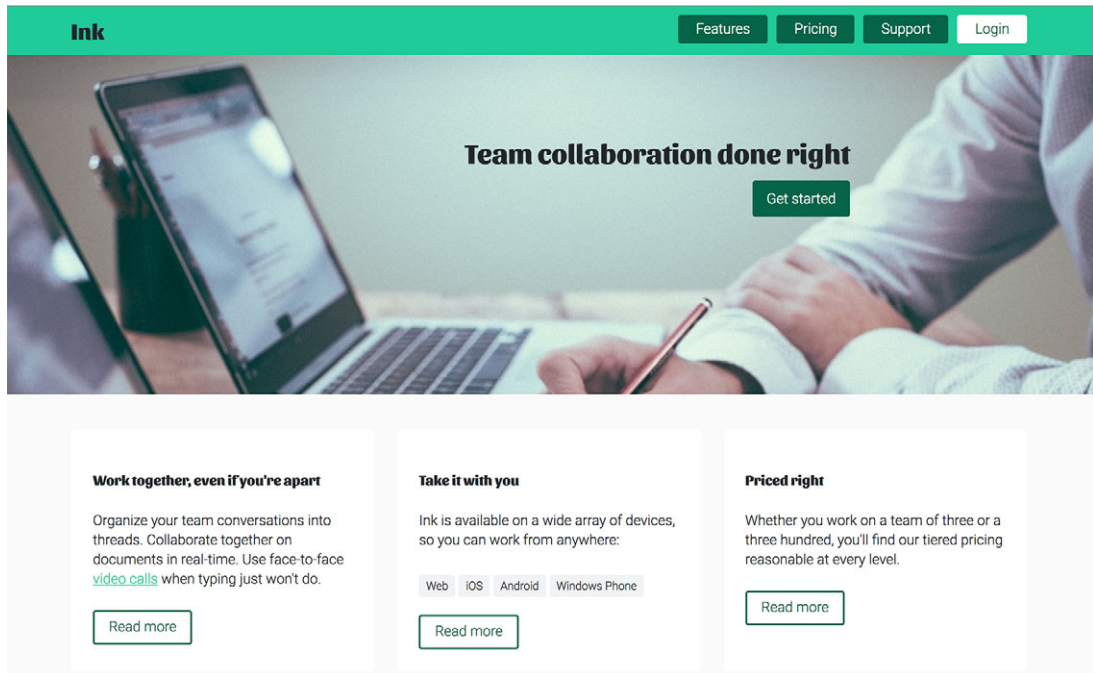 Ink
Features Pricing Support Login
Team collaboration done right
Get started
Work together, even if you're apart
Organize your team conversations into
threads. Collaborate together on
documents in real-time. Use face-to-face
video calls when typing just won't do.
Read more
Take it with you
Ink is available on a wide array of devices,
so you can work from anywhere:
Web iOS Android Windows Phone
Read more
Priced right
Whether you work on a team of three or a
three hundred, you'll find our tiered pricing
reasonable at every level.
Read more